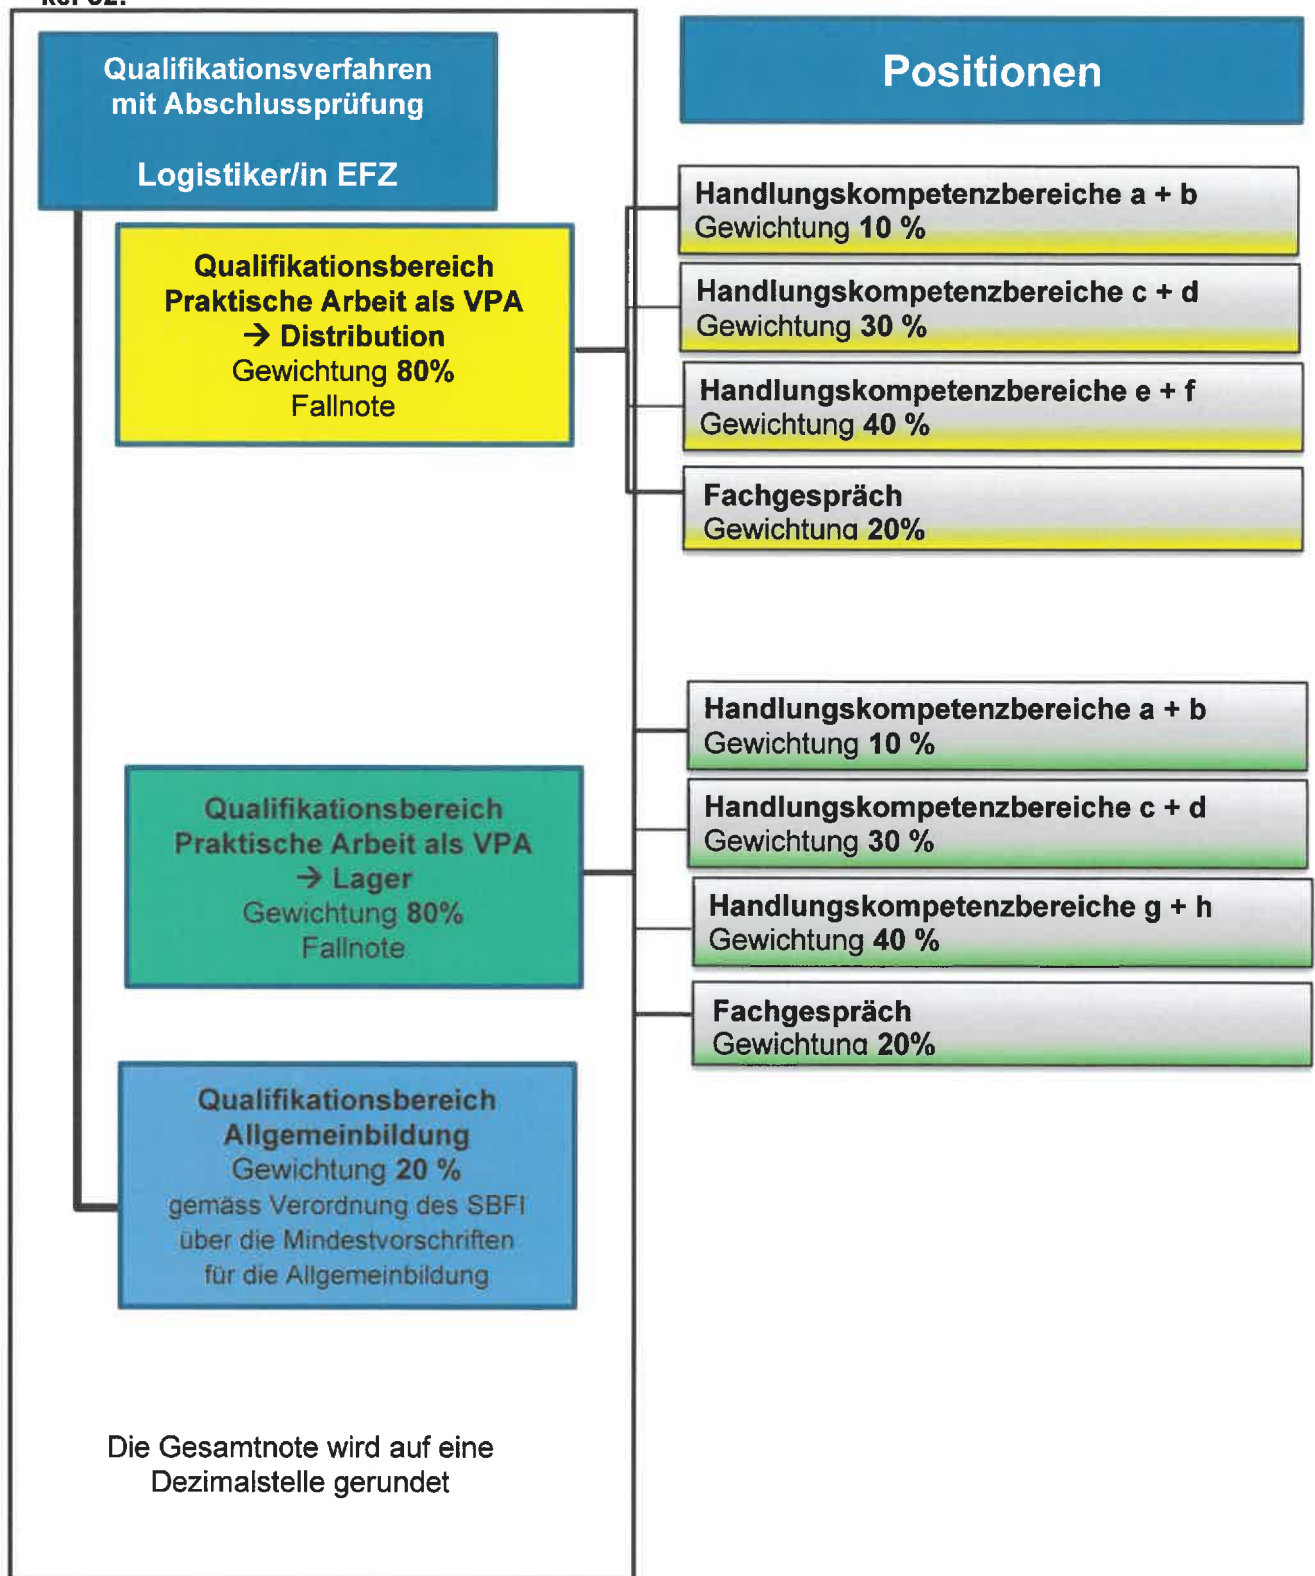 Qualifikationsverfahren
mit Abschlussprüfung
Logistiker/in EFZ
Positionen
Qualifikationsbereich
Praktische Arbeit als VPA
→ Distribution
Gewichtung 80%
Fallnote
Handlungskompetenzbereiche a + b
Gewichtung 10 %
Handlungskompetenzbereiche c + d
Gewichtung 30 %
Handlungskompetenzbereiche e + f
Gewichtung 40 %
Fachgespräch
Gewichtung 20%
Qualifikationsbereich
Praktische Arbeit als VPA
→ Lager
Gewichtung 80%
Fallnote
Handlungskompetenzbereiche a + b
Gewichtung 10 %
Handlungskompetenzbereiche c + d
Gewichtung 30 %
Handlungskompetenzbereiche g + h
Gewichtung 40 %
Fachgespräch
Gewichtung 20%
Qualifikationsbereich
Allgemeinbildung
Gewichtung 20 %
gemäss Verordnung des SBFI
über die Mindestvorschriften
für die Allgemeinbildung
Die Gesamtnote wird auf eine
Dezimalstelle gerundet